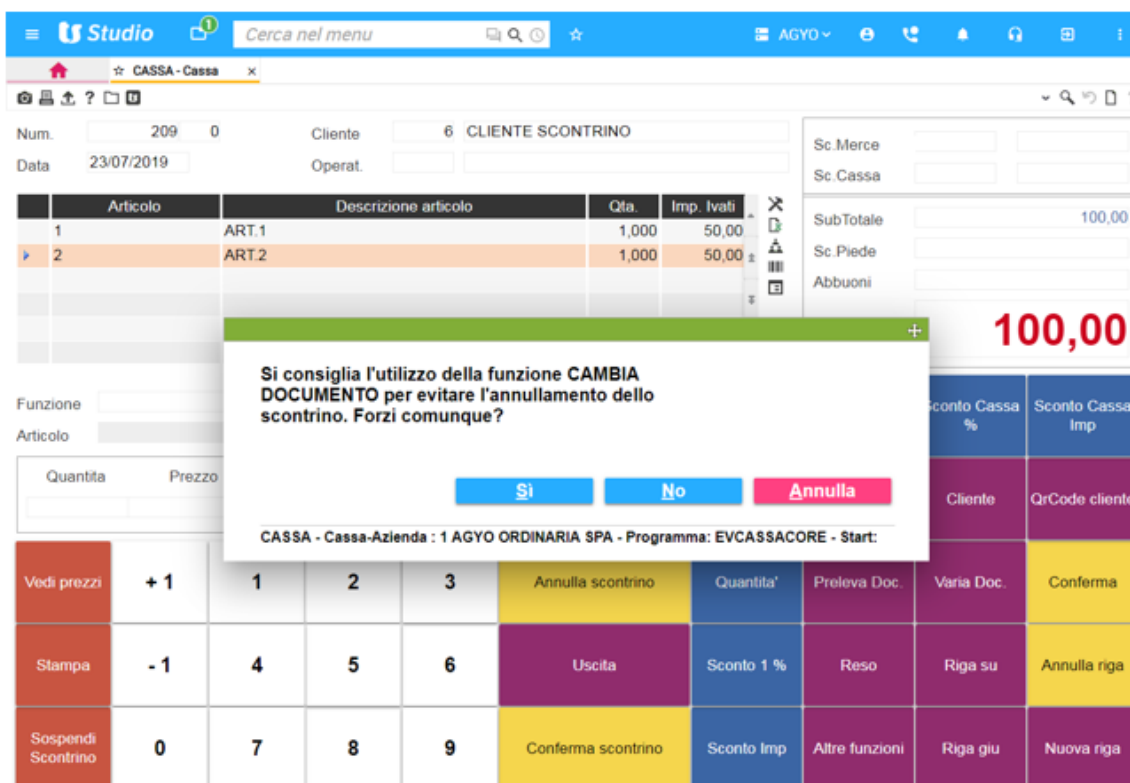 Studio
1
Cerca nel menu
AGYO
CASSA - Cassa
Num. 209 0 Cliente 6 CLIENTE SCONTRINO
Data 23/07/2019 Operat.
Sc.Merce
Sc.Cassa
Articolo Descrizione articolo Qta. Imp. Ivati
1 ART.1 1,000 50,00
2 ART.2 1,000 50,00
SubTotale 100,00
Sc.Piede
Abbuoni
100,00
Si consiglia l'utilizzo della funzione CAMBIA
DOCUMENTO per evitare l'annullamento dello
scontrino. Forzi comunque?
Sì No Annulla
CASSA - Cassa-Azienda : 1 AGYO ORDINARIA SPA - Programma: EVCASSACORE - Start:
Funzione
Articolo
Quantita Prezzo
Sconto Cassa
%
Sconto Cassa
Imp
Cliente QrCode cliente
Vedi prezzi + 1 1 2 3 Annulla scontrino Quantita' Preleva Doc. Varia Doc. Conferma
Stampa - 1 4 5 6 Uscita Sconto 1 % Reso Riga su Annulla riga
Sospendi
Scontrino
0 7 8 9 Conferma scontrino Sconto Imp Altre funzioni Riga giu Nuova riga